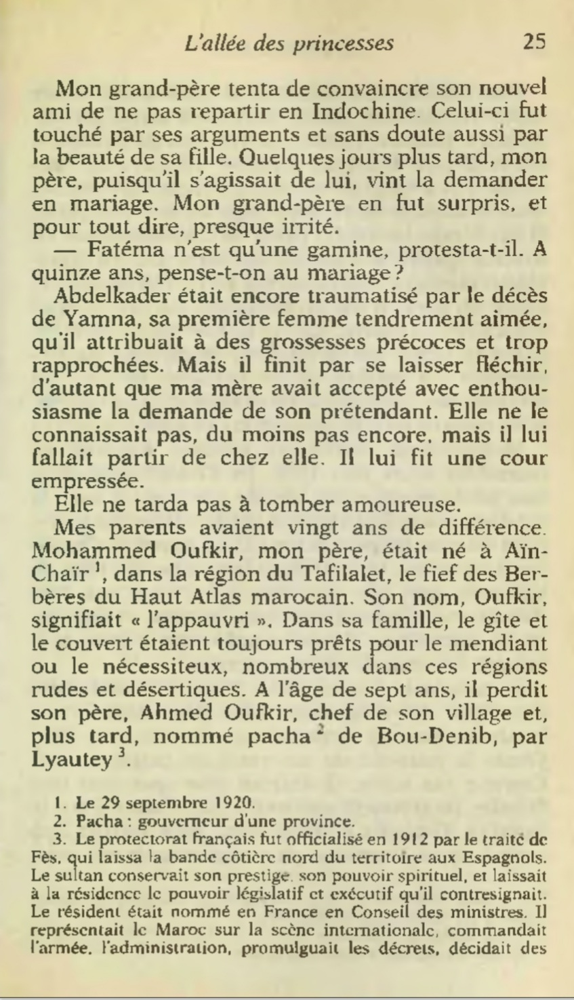 L'allée des princesses 25
Mon grand-père tenta de convaincre son nouvel
ami de ne pas repartir en Indochine. Celui-ci fut
touché par ses arguments et sans doute aussi par
la beauté de sa fille. Quelques jours plus tard, mon
père, puisqu'il s'agissait de lui, vint la demander
en mariage. Mon grand-père en fut surpris, et
pour tout dire, presque irrité.
— Fatéma n'est qu'une gamine, protesta-t-il. A
quinze ans, pense-t-on au mariage ?
Abdelkader était encore traumatisé par le décès
de Yamna, sa première femme tendrement aimée,
qu'il attribuait à des grossesses précoces et trop
rapprochées. Mais il finit par se laisser fléchir,
d'autant que ma mère avait accepté avec enthou-
siasme la demande de son prétendant. Elle ne le
connaissait pas, du moins pas encore, mais il lui
fallait partir de chez elle. Il lui fit une cour
empressée.
Elle ne tarda pas à tomber amoureuse.
Mes parents avaient vingt ans de différence.
Mohammed Oufkir, mon père, était né à Aïn-
Chaïr ¹, dans la région du Tafilalet, le fief des Ber-
bères du Haut Atlas marocain. Son nom, Oufkir,
signifiait « l'appauvri ». Dans sa famille, le gîte et
le couvert étaient toujours prêts pour le mendiant
ou le nécessiteux, nombreux dans ces régions
rudes et désertiques. A l'âge de sept ans, il perdit
son père, Ahmed Oufkir, chef de son village et,
plus tard, nommé pacha ² de Bou-Denib, par
Lyautey ³.
1. Le 29 septembre 1920.
2. Pacha : gouverneur d'une province.
3. Le protectorat français fut officialisé en 1912 par le traité de
Fès, qui laissa la bande côtière nord du territoire aux Espagnols.
Le sultan conservait son prestige, son pouvoir spirituel, et laissait
à la résidence le pouvoir législatif et exécutif qu'il contresignait.
Le résident était nommé en France en Conseil des ministres. Il
représentait le Maroc sur la scène internationale, commandait
l'armée, l'administration, promulguait les décrets, décidait des